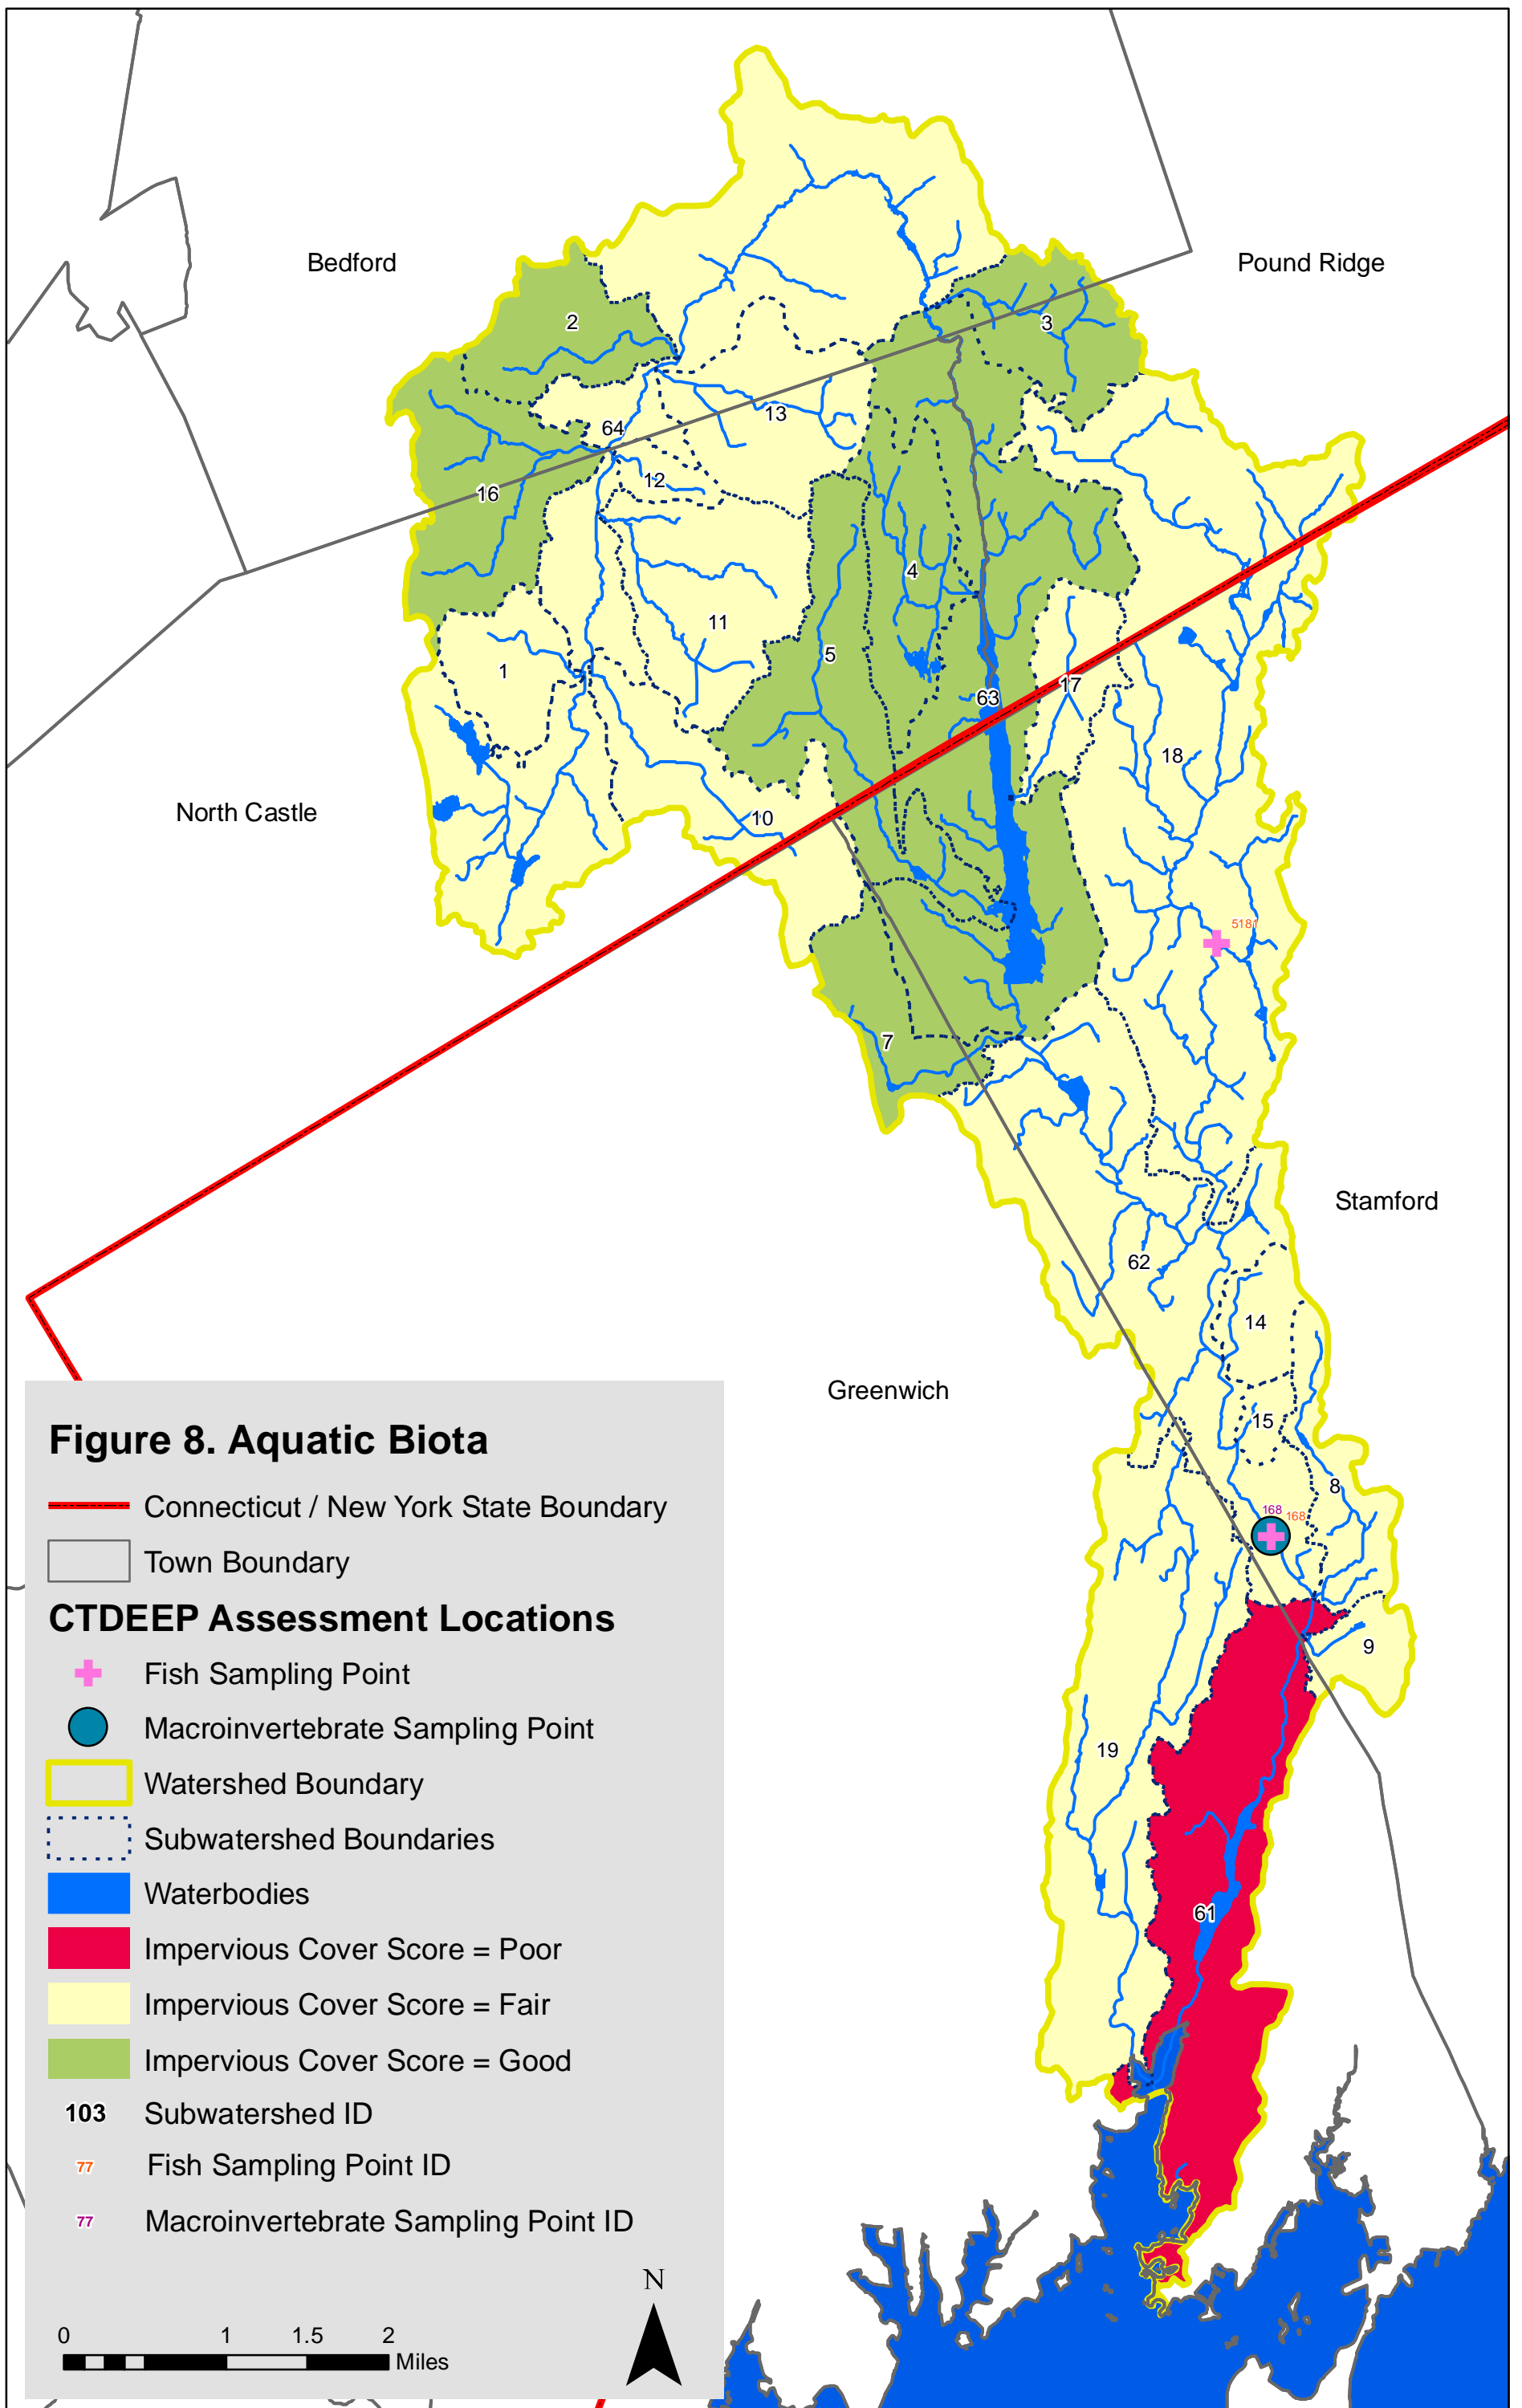 Bedford
Pound Ridge
2
3
13
64
12
16
4
11
5
1
63
17
18
10
North Castle
5181
7
Stamford
62
14
Greenwich
15
8
168
168
9
19
61
Figure 8. Aquatic Biota
Connecticut / New York State Boundary
Town Boundary
CTDEEP Assessment Locations
Fish Sampling Point
Macroinvertebrate Sampling Point
Watershed Boundary
Subwatershed Boundaries
Waterbodies
Impervious Cover Score = Poor
Impervious Cover Score = Fair
Impervious Cover Score = Good
103 Subwatershed ID
77 Fish Sampling Point ID
77 Macroinvertebrate Sampling Point ID
N
0 1 1.5 2
Miles